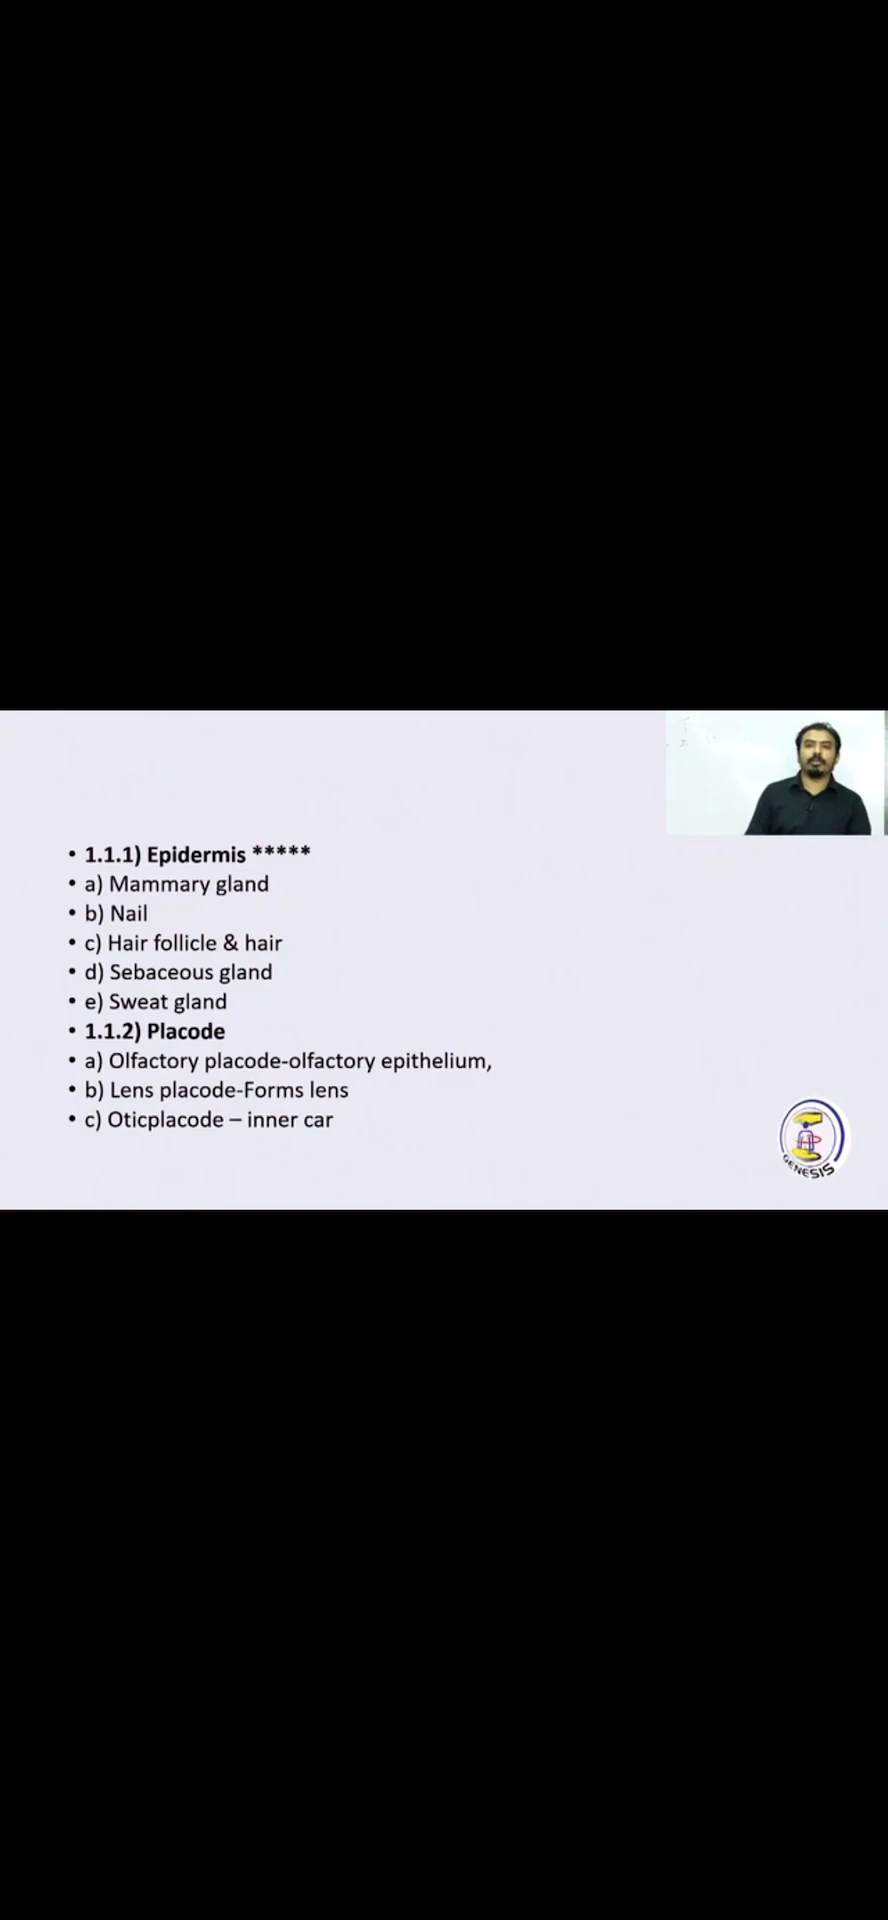 • 1.1.1) Epidermis *****
• a) Mammary gland
• b) Nail
• c) Hair follicle & hair
• d) Sebaceous gland
• e) Sweat gland
• 1.1.2) Placode
• a) Olfactory placode-olfactory epithelium,
• b) Lens placode-Forms lens
• c) Oticplacode – inner car
GENESIS